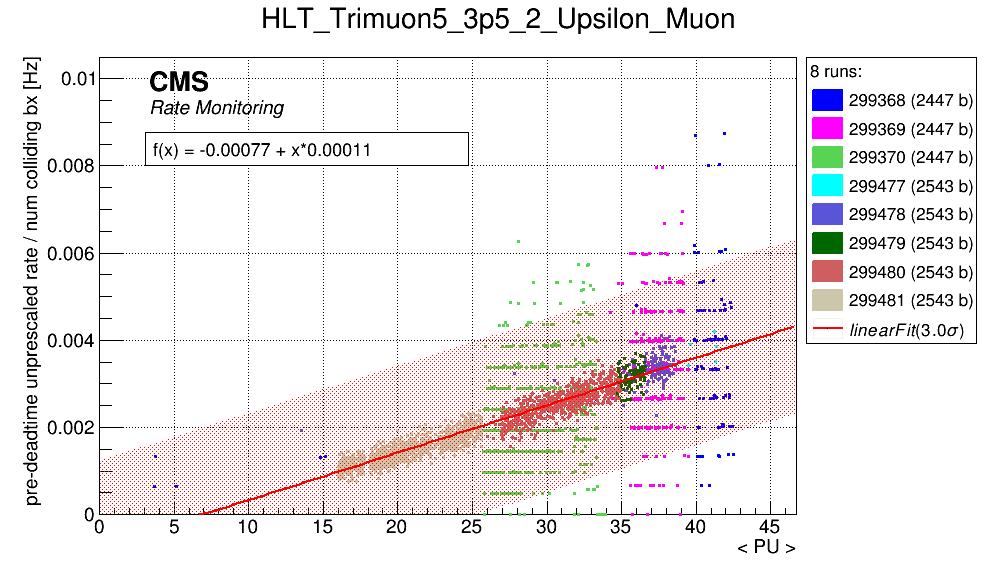 HLT_Trimuon5_3p5_2_Upsilon_Muon
pre-deadtime unprescaled rate / num colliding bx [Hz]
0.01
0.008
0.006
0.004
0.002
0
CMS
Rate Monitoring
f(x) = -0.00077 + x*0.00011
0 5 10 15 20 25 30 35 40 45
< PU >
8 runs:
299368 (2447 b)
299369 (2447 b)
299370 (2447 b)
299477 (2543 b)
299478 (2543 b)
299479 (2543 b)
299480 (2543 b)
299481 (2543 b)
linearFit(3.0σ)